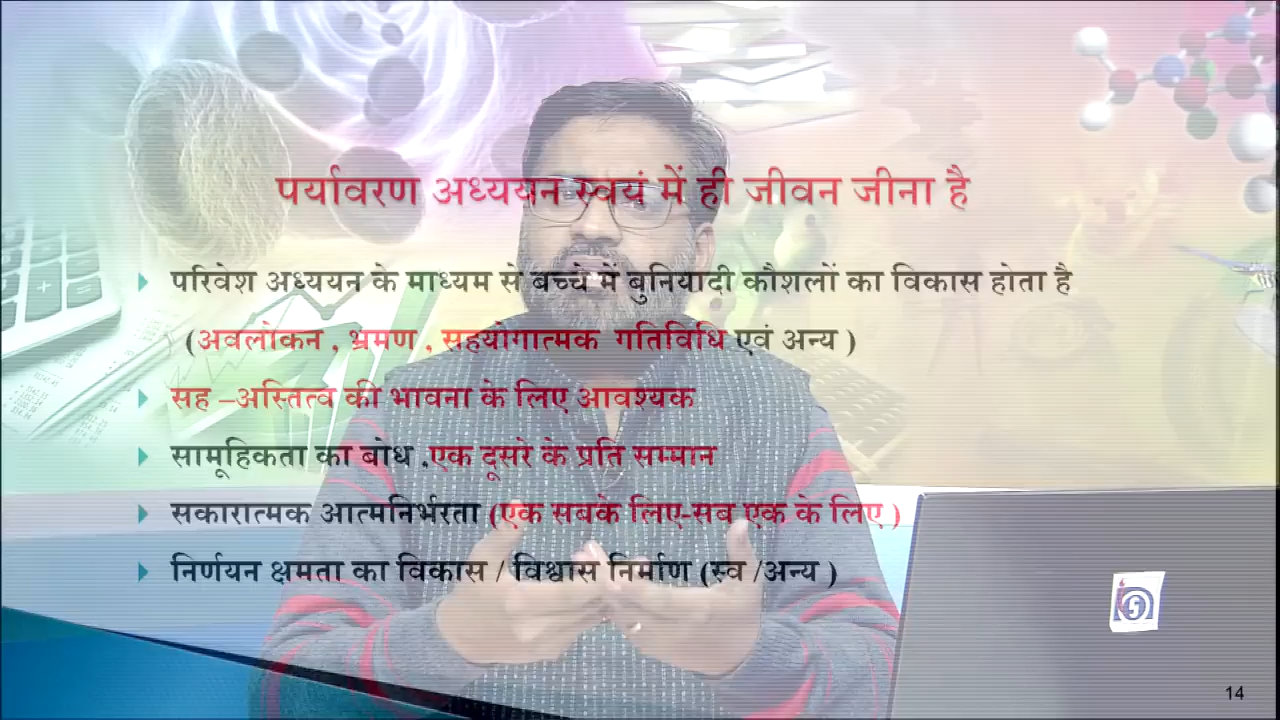 पर्यावरण अध्ययन स्वयं में ही जीवन जीना है
परिवेश अध्ययन के माध्यम से बच्चे में बुनियादी कौशलों का विकास होता है
(अवलोकन , भ्रमण , सहयोगात्मक गतिविधि एवं अन्य )
सह –अस्तित्व की भावना के लिए आवश्यक
सामूहिकता का बोध ,एक दूसरे के प्रति सम्मान
सकारात्मक आत्मनिर्भरता (एक सबके लिए-सब एक के लिए )
निर्णयन क्षमता का विकास / विश्वास निर्माण (स्व /अन्य )
14